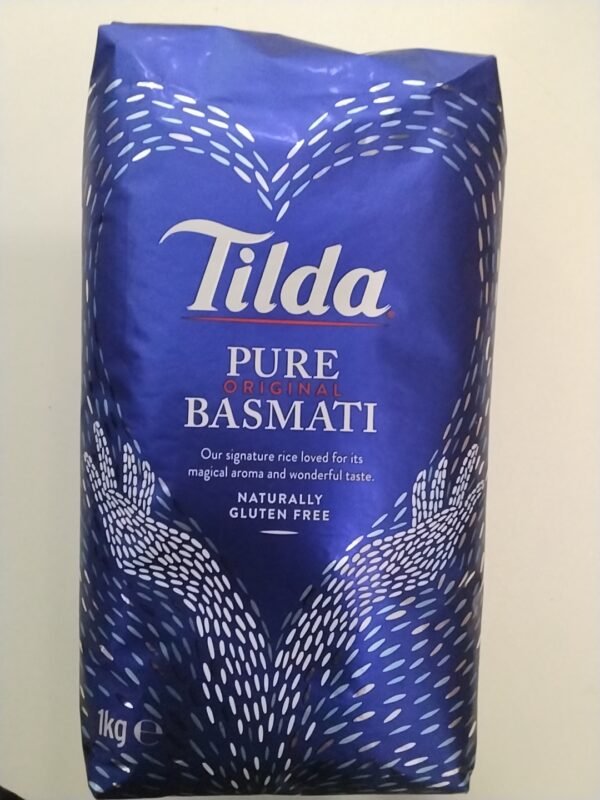 Tilda
PURE
ORIGINAL
BASMATI
Our signature rice loved for its
magical aroma and wonderful taste.
NATURALLY
GLUTEN FREE
1kg ℮